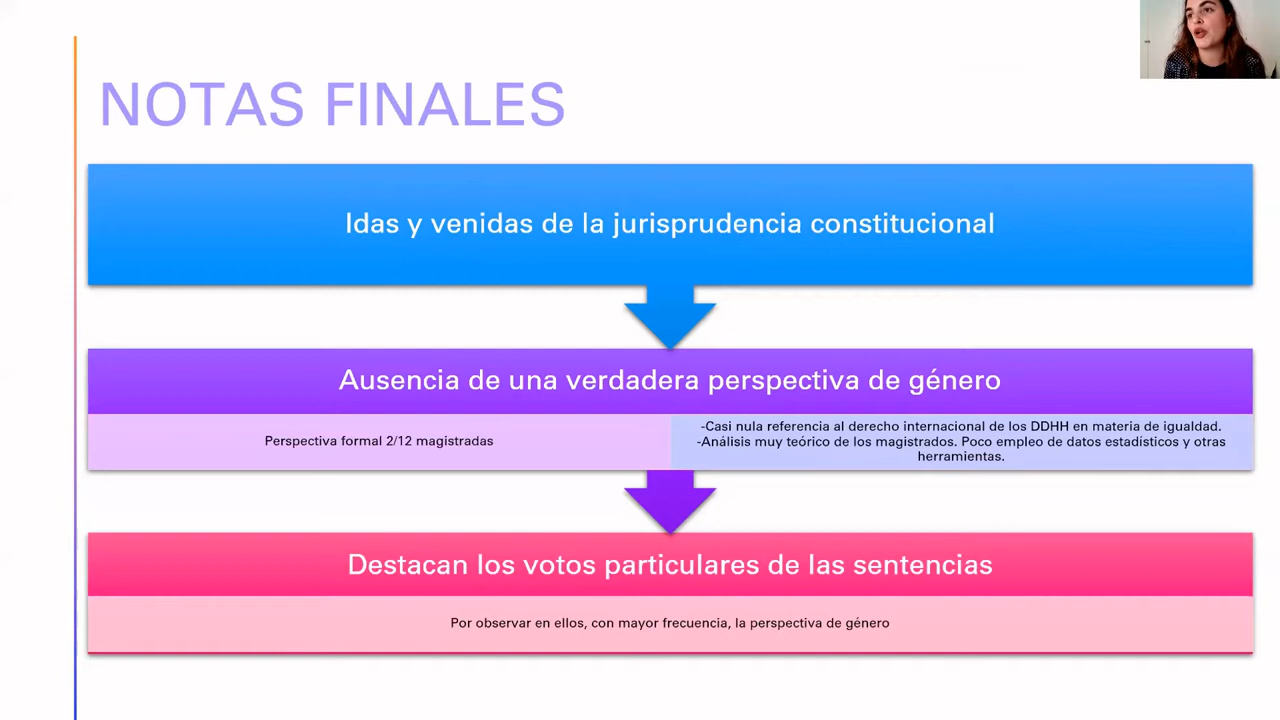 NOTAS FINALES
Idas y venidas de la jurisprudencia constitucional
Ausencia de una verdadera perspectiva de género
Perspectiva formal 2/12 magistradas
-Casi nula referencia al derecho internacional de los DDHH en materia de igualdad.
-Análisis muy teórico de los magistrados. Poco empleo de datos estadísticos y otras
herramientas.
Destacan los votos particulares de las sentencias
Por observar en ellos, con mayor frecuencia, la perspectiva de género